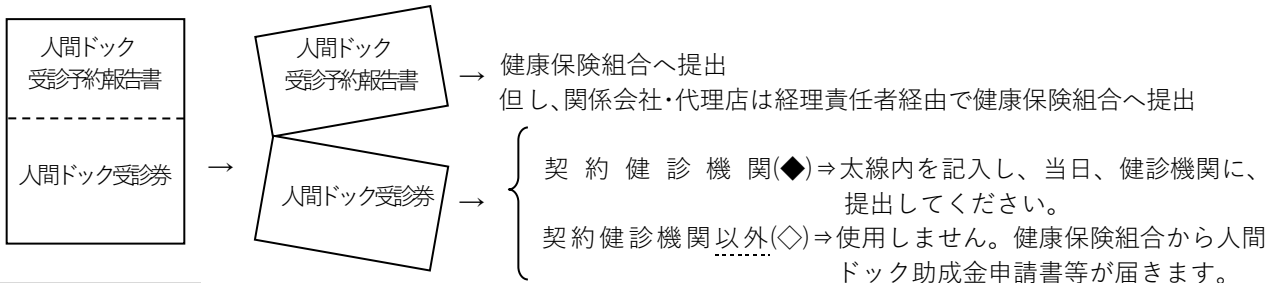 人間ドック
受診予約報告書
人間ドック受診券
→
人間ドック
受診予約報告書
→ 健康保険組合へ提出
但し、関係会社・代理店は経理責任者経由で健康保険組合へ提出
人間ドック受診券
→
契約健診機関(◆)⇒太線内を記入し、当日、健診機関に、
提出してください。
契約健診機関以外(◇)⇒使用しません。健康保険組合から人間
ドック助成金申請書等が届きます。